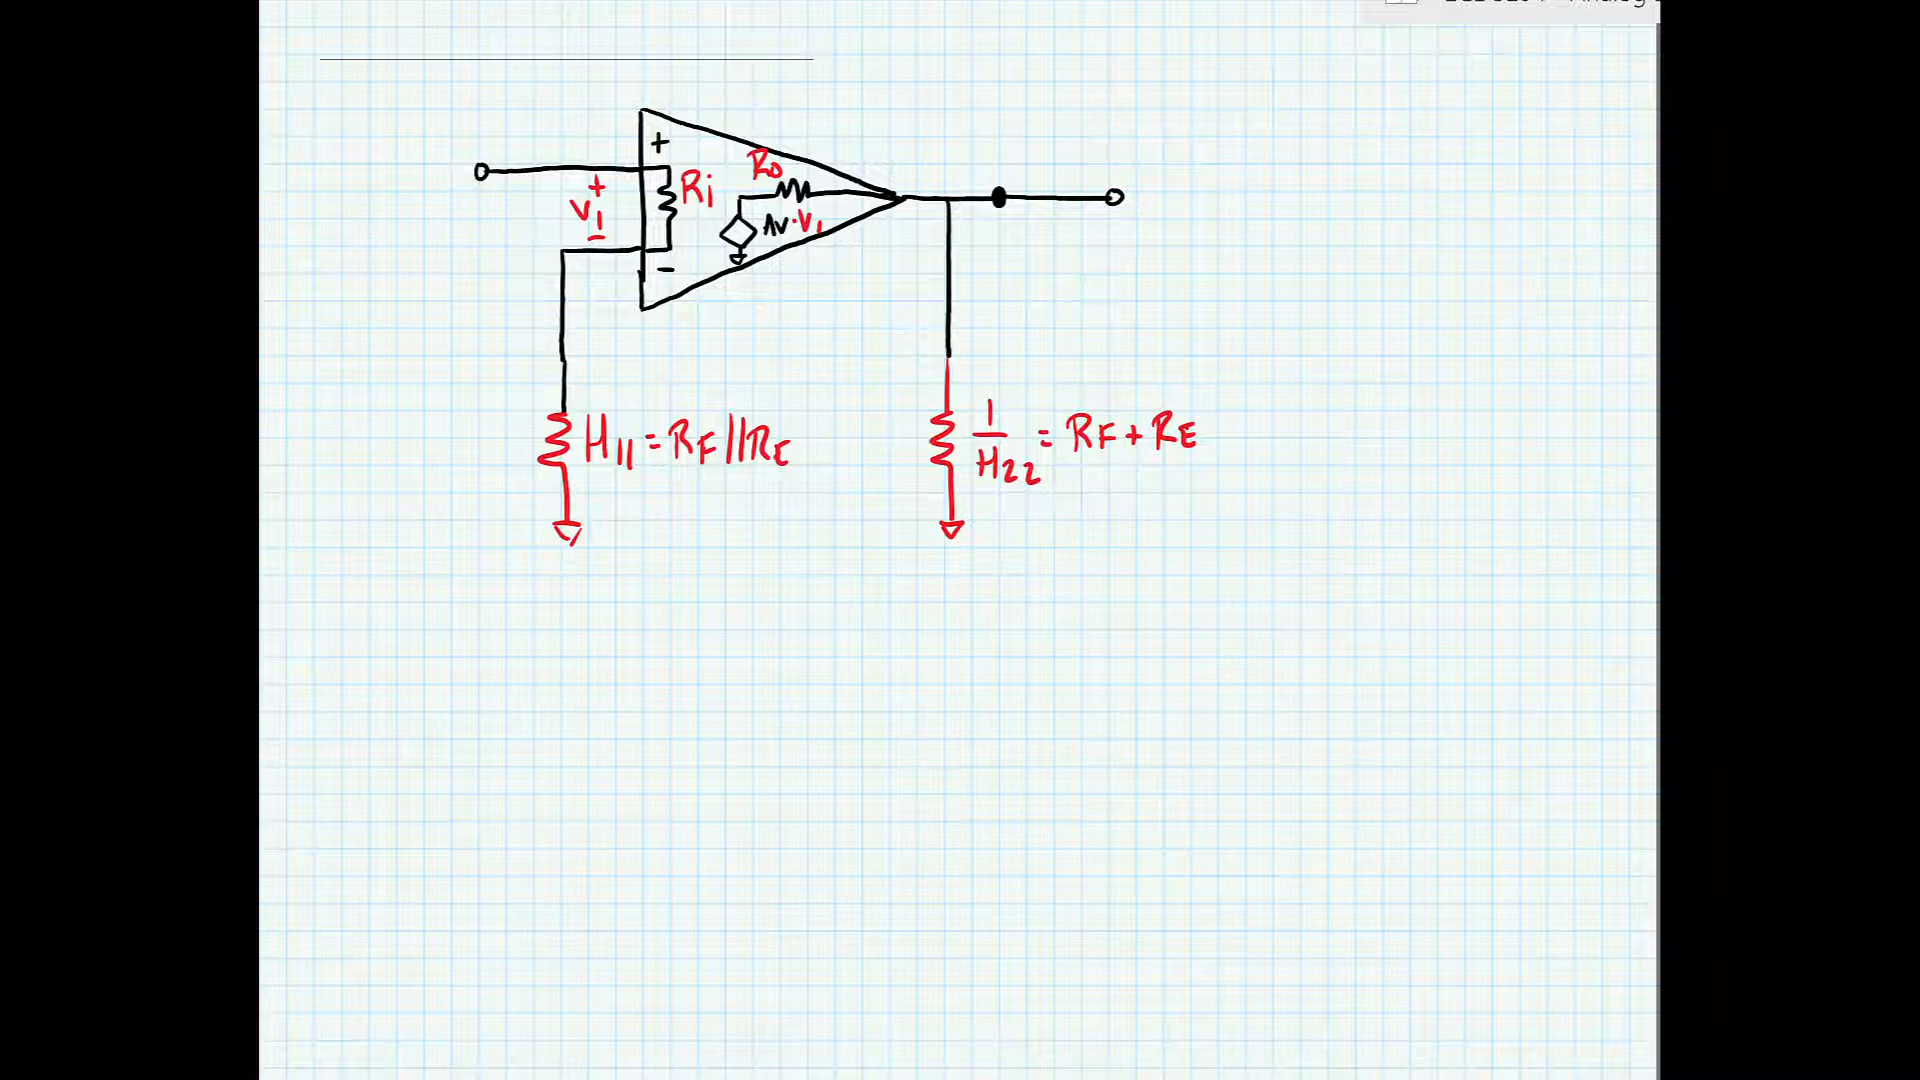 +
Ro
+
Ri
V1
Av·V1
-
-
H11 = RF//RE
1/H22 = RF + RE